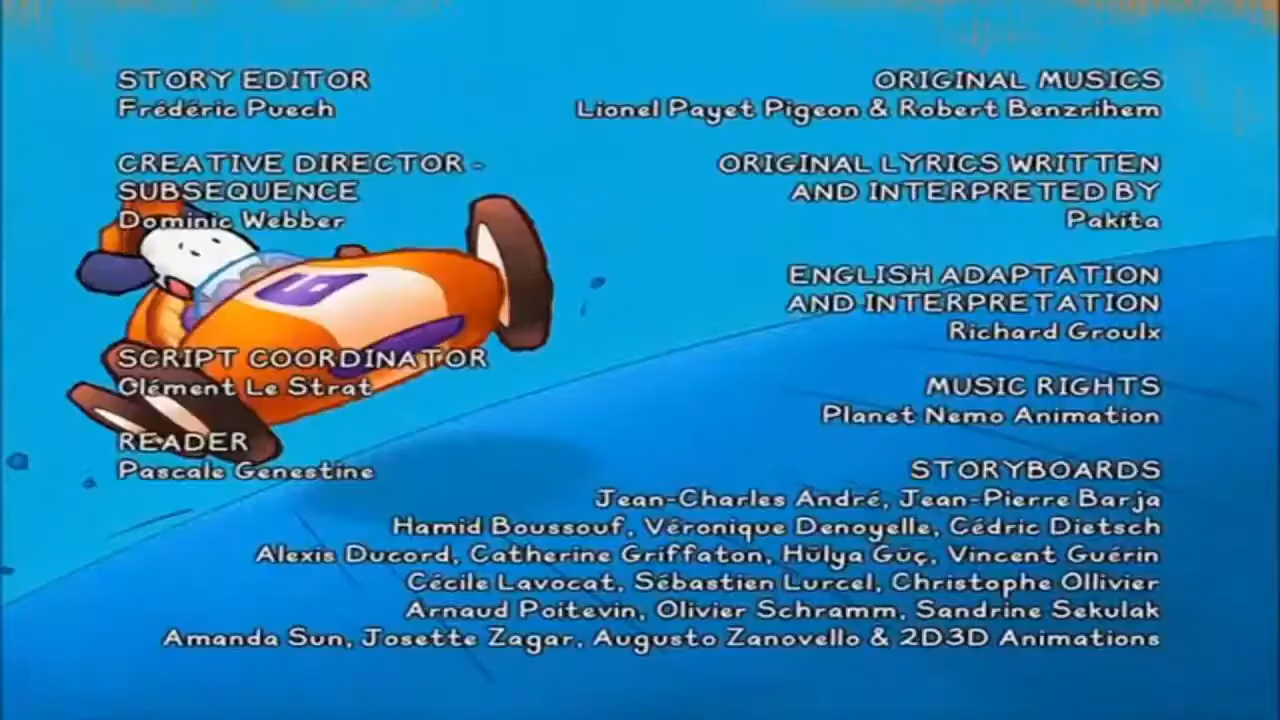 STORY EDITOR
Frédéric Puech
CREATIVE DIRECTOR -
SUBSEQUENCE
Dominic Webber
SCRIPT COORDINATOR
Clément Le Strat
READER
Pascale Genestine
ORIGINAL MUSICS
Lionel Payet Pigeon & Robert Benzrihem
ORIGINAL LYRICS WRITTEN
AND INTERPRETED BY
Pakita
ENGLISH ADAPTATION
AND INTERPRETATION
Richard Groulx
MUSIC RIGHTS
Planet Nemo Animation
STORYBOARDS
Jean-Charles André, Jean-Pierre Barja
Hamid Boussouf, Véronique Denoyelle, Cédric Dietsch
Alexis Ducord, Catherine Griffaton, Hülya Güç, Vincent Guérin
Cécile Lavocat, Sébastien Lurcel, Christophe Ollivier
Arnaud Poitevin, Olivier Schramm, Sandrine Sekulak
Amanda Sun, Josette Zagar, Augusto Zanovello & 2D3D Animations